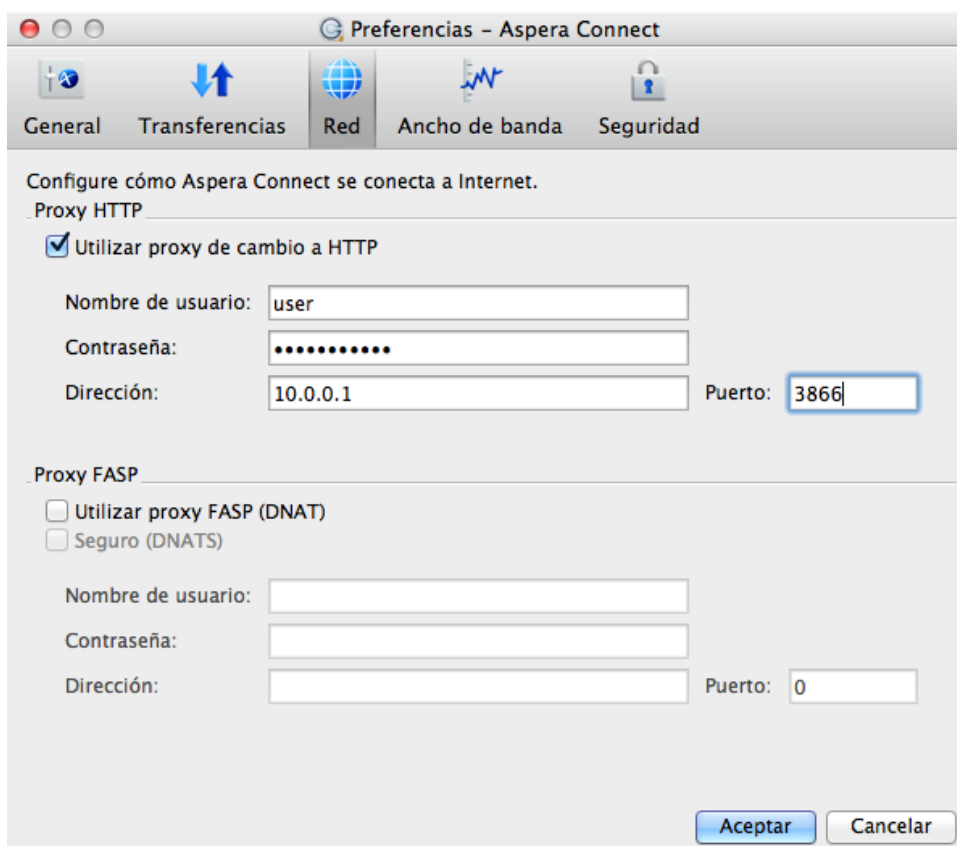 Preferencias – Aspera Connect
General Transferencias Red Ancho de banda Seguridad
Configure cómo Aspera Connect se conecta a Internet.
Proxy HTTP
Utilizar proxy de cambio a HTTP
Nombre de usuario: user
Contraseña: •••••••••••
Dirección: 10.0.0.1 Puerto: 3866
Proxy FASP
Utilizar proxy FASP (DNAT)
Seguro (DNATS)
Nombre de usuario:
Contraseña:
Dirección: Puerto: 0
Aceptar Cancelar